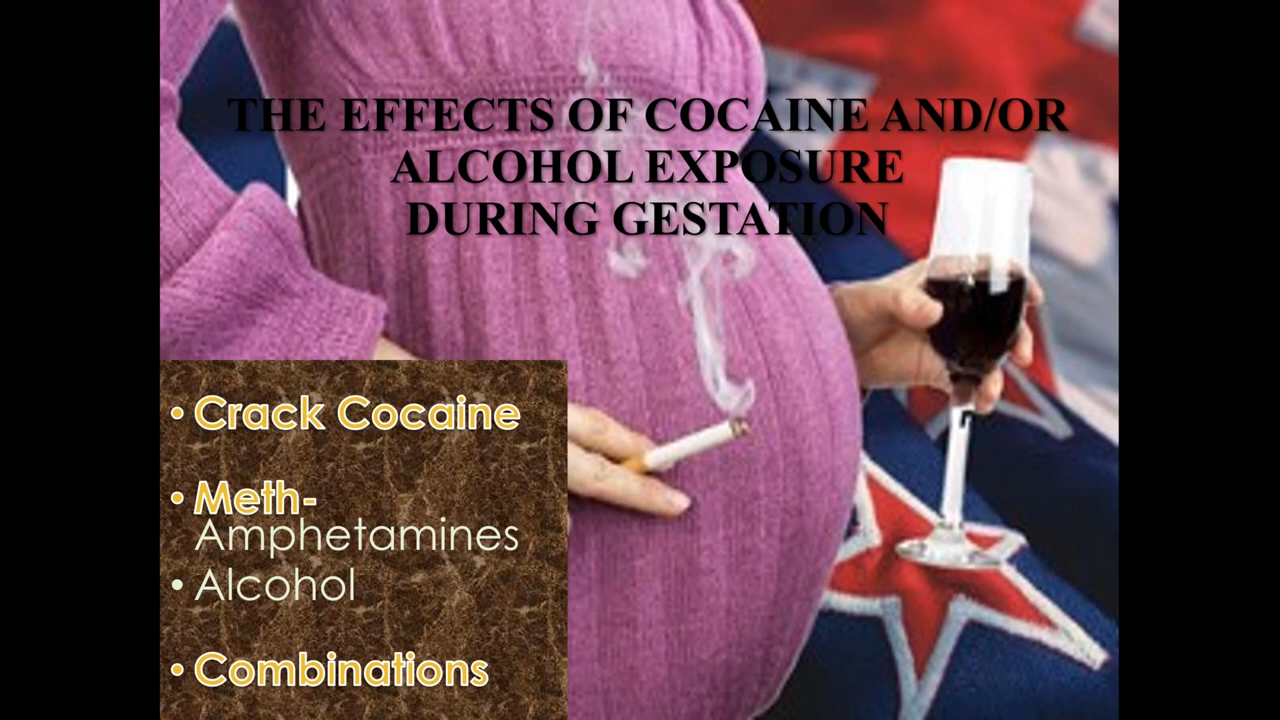 THE EFFECTS OF COCAINE AND/OR
ALCOHOL EXPOSURE
DURING GESTATION
• Crack Cocaine
• Meth-
Amphetamines
• Alcohol
• Combinations